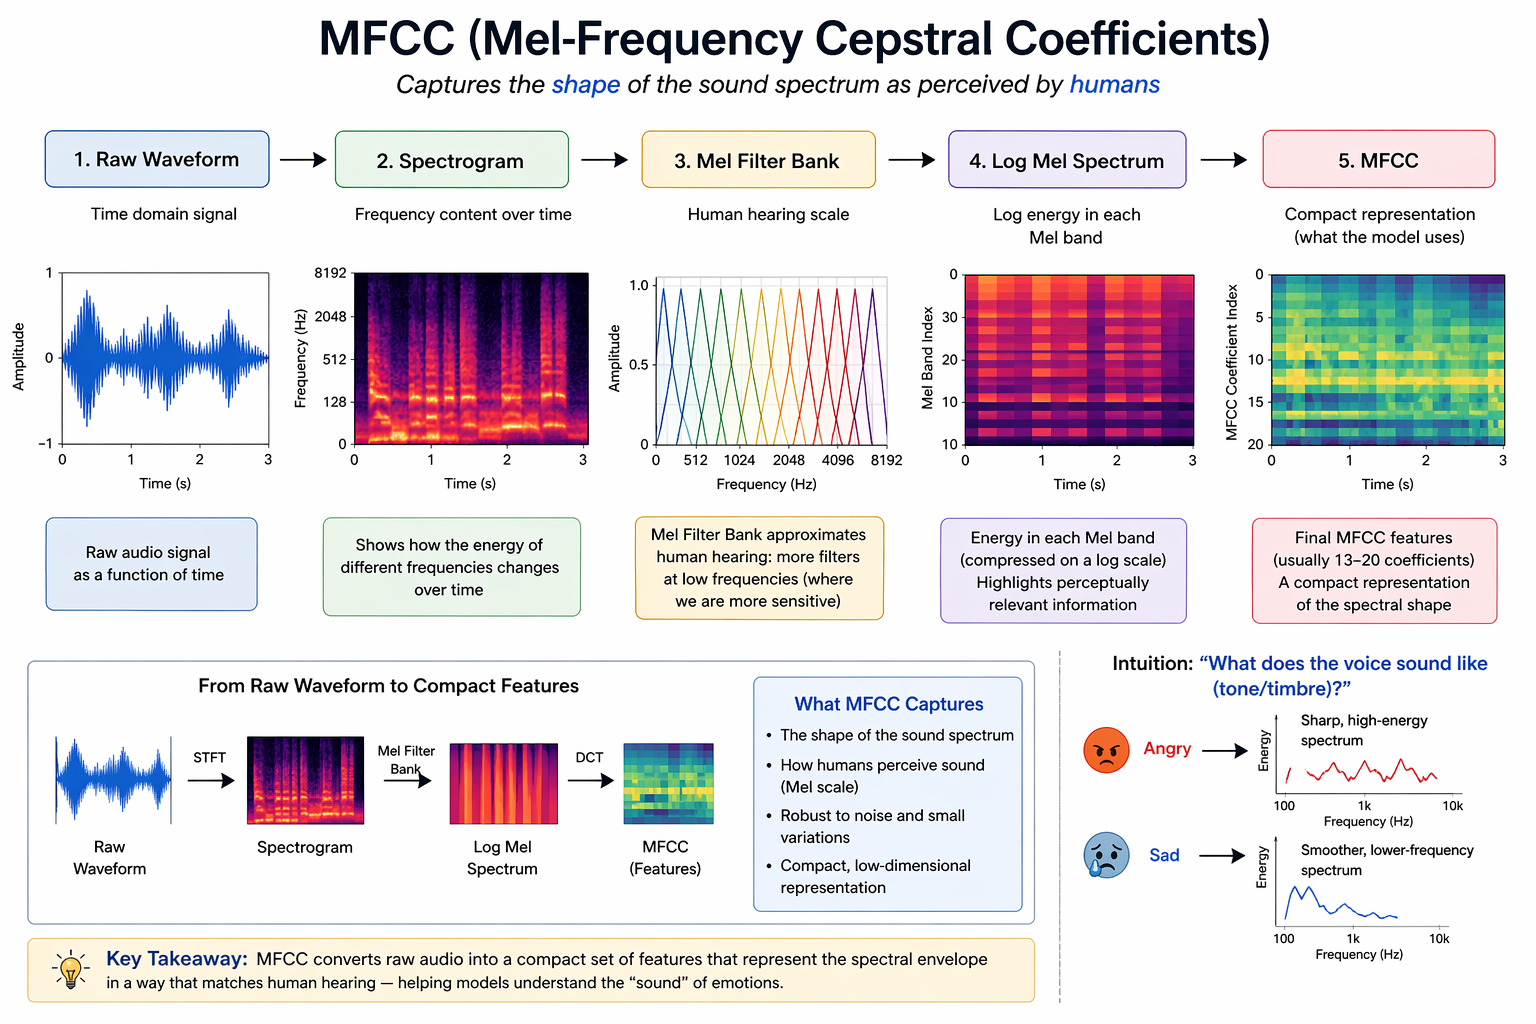 MFCC (Mel-Frequency Cepstral Coefficients)
Captures the shape of the sound spectrum as perceived by humans
1. Raw Waveform
2. Spectrogram
3. Mel Filter Bank
4. Log Mel Spectrum
5. MFCC
Time domain signal
Frequency content over time
Human hearing scale
Log energy in each
Mel band
Compact representation
(what the model uses)
Amplitude
1
0
−1
0
1
2
3
Time (s)
Frequency (Hz)
8192
2048
512
128
0
0
1
2
3
Time (s)
Amplitude
1.0
0.5
0
0
512
1024
2048
4096
8192
Frequency (Hz)
Mel Band Index
0
30
20
10
10
0
1
2
3
Time (s)
MFCC Coefficient Index
0
5
10
15
20
0
1
2
3
Time (s)
Raw audio signal
as a function of time
Shows how the energy of
different frequencies changes
over time
Mel Filter Bank approximates
human hearing: more filters
at low frequencies (where
we are more sensitive)
Energy in each Mel band
(compressed on a log scale)
Highlights perceptually
relevant information
Final MFCC features
(usually 13–20 coefficients)
A compact representation
of the spectral shape
From Raw Waveform to Compact Features
STFT
Mel Filter
Bank
DCT
Raw
Waveform
Spectrogram
Log Mel
Spectrum
MFCC
(Features)
What MFCC Captures
• The shape of the sound spectrum
• How humans perceive sound
(Mel scale)
• Robust to noise and small
variations
• Compact, low-dimensional
representation
Key Takeaway: MFCC converts raw audio into a compact set of features that represent the spectral envelope
in a way that matches human hearing — helping models understand the “sound” of emotions.
Intuition: “What does the voice sound like
(tone/timbre)?”
Angry
Energy
Sharp, high-energy
spectrum
100
1k
10k
Frequency (Hz)
Sad
Energy
Smoother, lower-frequency
spectrum
100
1k
10k
Frequency (Hz)